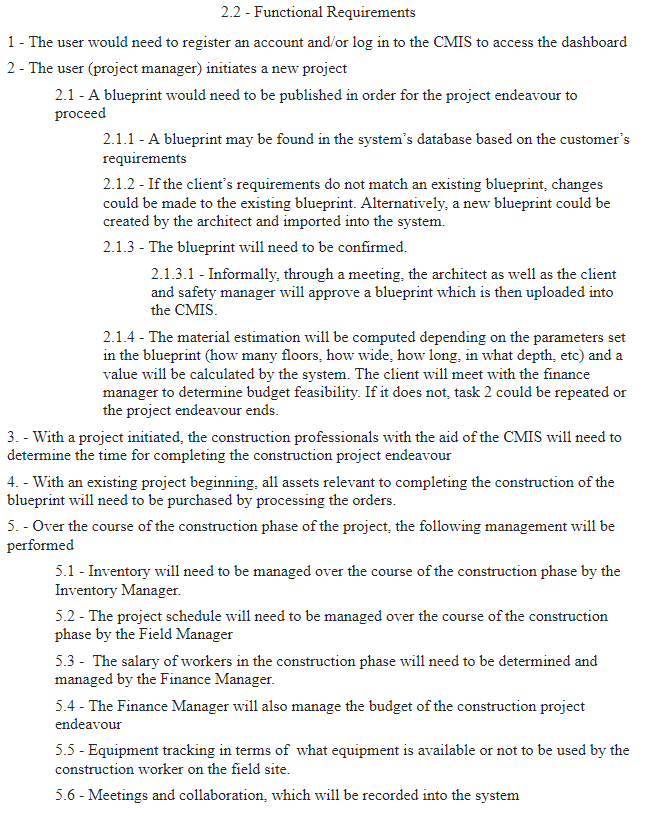 2.2 - Functional Requirements
1 - The user would need to register an account and/or log in to the CMIS to access the dashboard
2 - The user (project manager) initiates a new project
2.1 - A blueprint would need to be published in order for the project endeavour to
proceed
2.1.1 - A blueprint may be found in the system's database based on the customer's
requirements
2.1.2 - If the client's requirements do not match an existing blueprint, changes
could be made to the existing blueprint. Alternatively, a new blueprint could be
created by the architect and imported into the system.
2.1.3 - The blueprint will need to be confirmed.
2.1.3.1 - Informally, through a meeting, the architect as well as the client
and safety manager will approve a blueprint which is then uploaded into
the CMIS.
2.1.4 - The material estimation will be computed depending on the parameters set
in the blueprint (how many floors, how wide, how long, in what depth, etc) and a
value will be calculated by the system. The client will meet with the finance
manager to determine budget feasibility. If it does not, task 2 could be repeated or
the project endeavour ends.
3. - With a project initiated, the construction professionals with the aid of the CMIS will need to
determine the time for completing the construction project endeavour
4. - With an existing project beginning, all assets relevant to completing the construction of the
blueprint will need to be purchased by processing the orders.
5. - Over the course of the construction phase of the project, the following management will be
performed
5.1 - Inventory will need to be managed over the course of the construction phase by the
Inventory Manager.
5.2 - The project schedule will need to be managed over the course of the construction
phase by the Field Manager
5.3 - The salary of workers in the construction phase will need to be determined and
managed by the Finance Manager.
5.4 - The Finance Manager will also manage the budget of the construction project
endeavour
5.5 - Equipment tracking in terms of what equipment is available or not to be used by the
construction worker on the field site.
5.6 - Meetings and collaboration, which will be recorded into the system